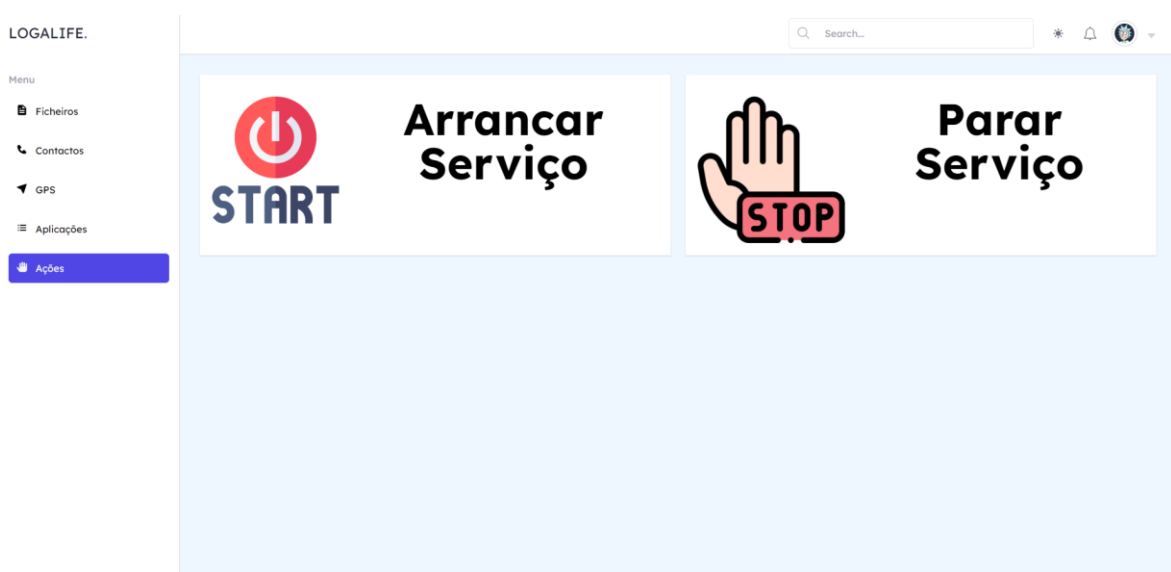 LOGALIFE.
Search...
Menu
Ficheiros
Contactos
GPS
Aplicações
Ações
START
Arrancar
Serviço
STOP
Parar
Serviço